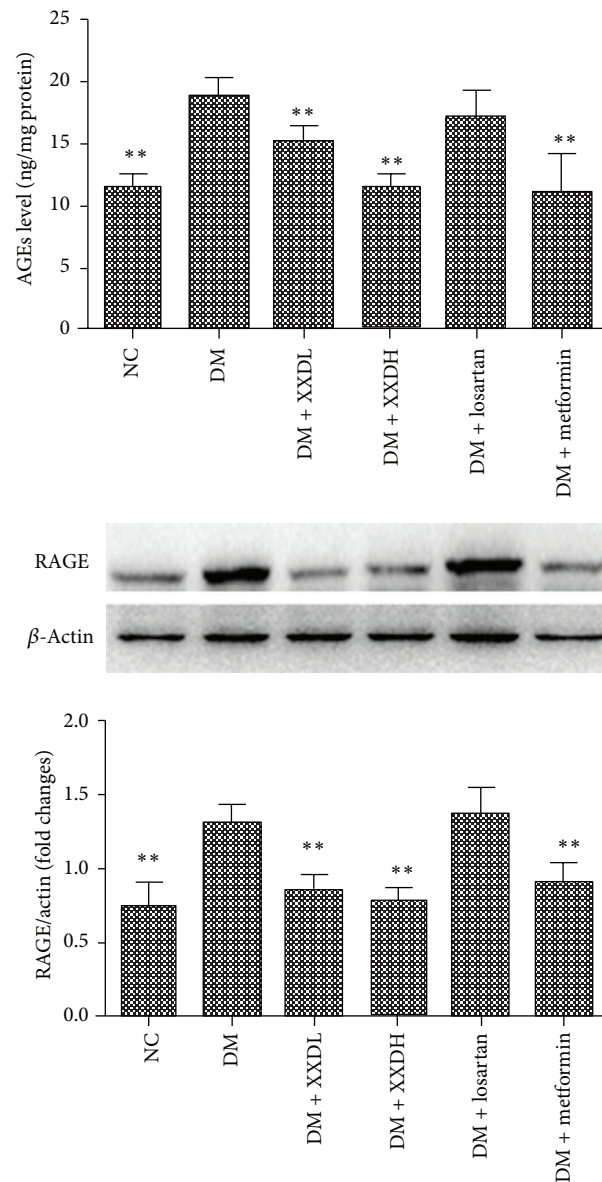 25
20
15
10
5
0
AGEs level (ng/mg protein)
**
**
**
**
NC
DM
DM + XXDL
DM + XXDH
DM + losartan
DM + metformin
RAGE
β-Actin
2.0
1.5
1.0
0.5
0.0
RAGE/actin (fold changes)
**
**
**
**
NC
DM
DM + XXDL
DM + XXDH
DM + losartan
DM + metformin